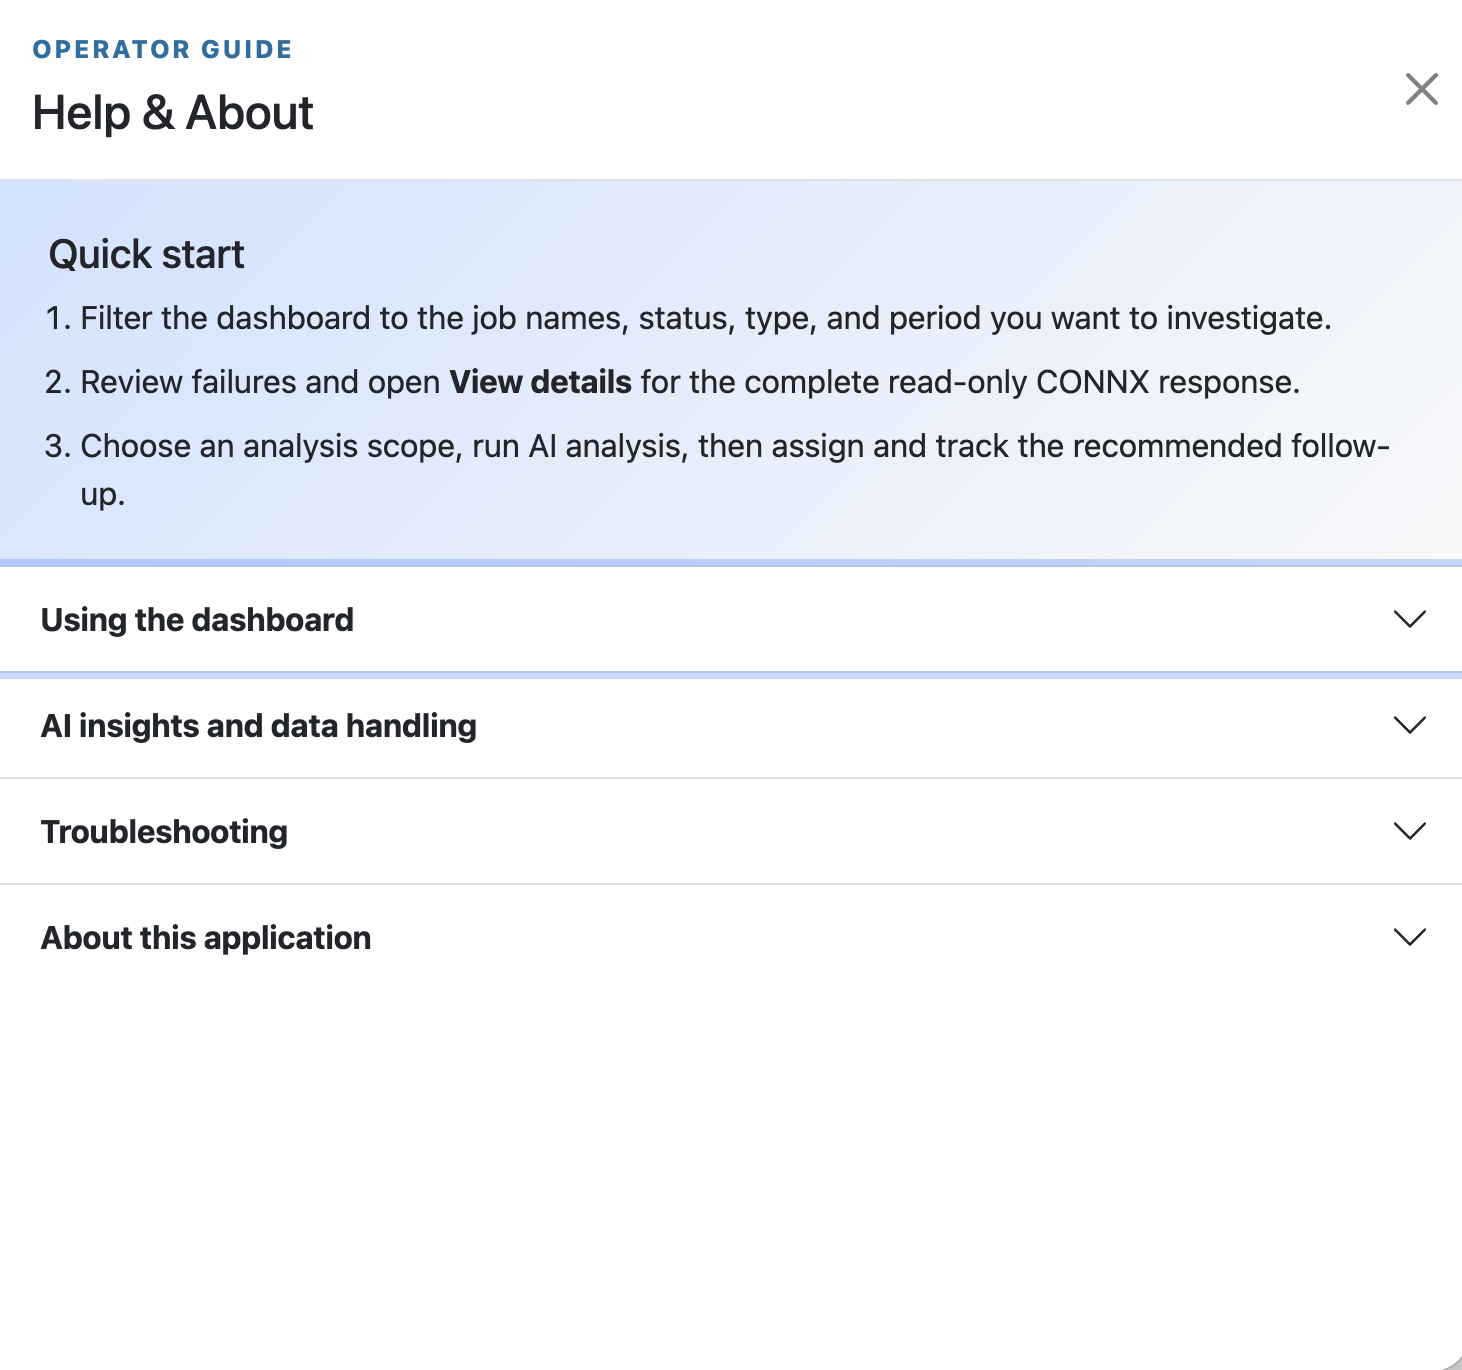 OPERATOR GUIDE
Help & About
Quick start
1. Filter the dashboard to the job names, status, type, and period you want to investigate.
2. Review failures and open View details for the complete read-only CONNX response.
3. Choose an analysis scope, run AI analysis, then assign and track the recommended follow-
up.
Using the dashboard
AI insights and data handling
Troubleshooting
About this application